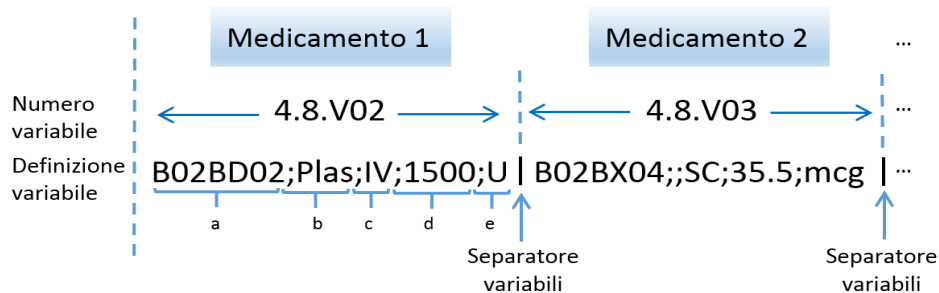 Medicamento 1 Medicamento 2 ...
Numero variabile 4.8.V02 4.8.V03 ...
Definizione variabile B02BD02;Plas;IV;1500;U | B02BX04;;SC;35.5;mcg | ...
a b c d e
Separatore variabili Separatore variabili